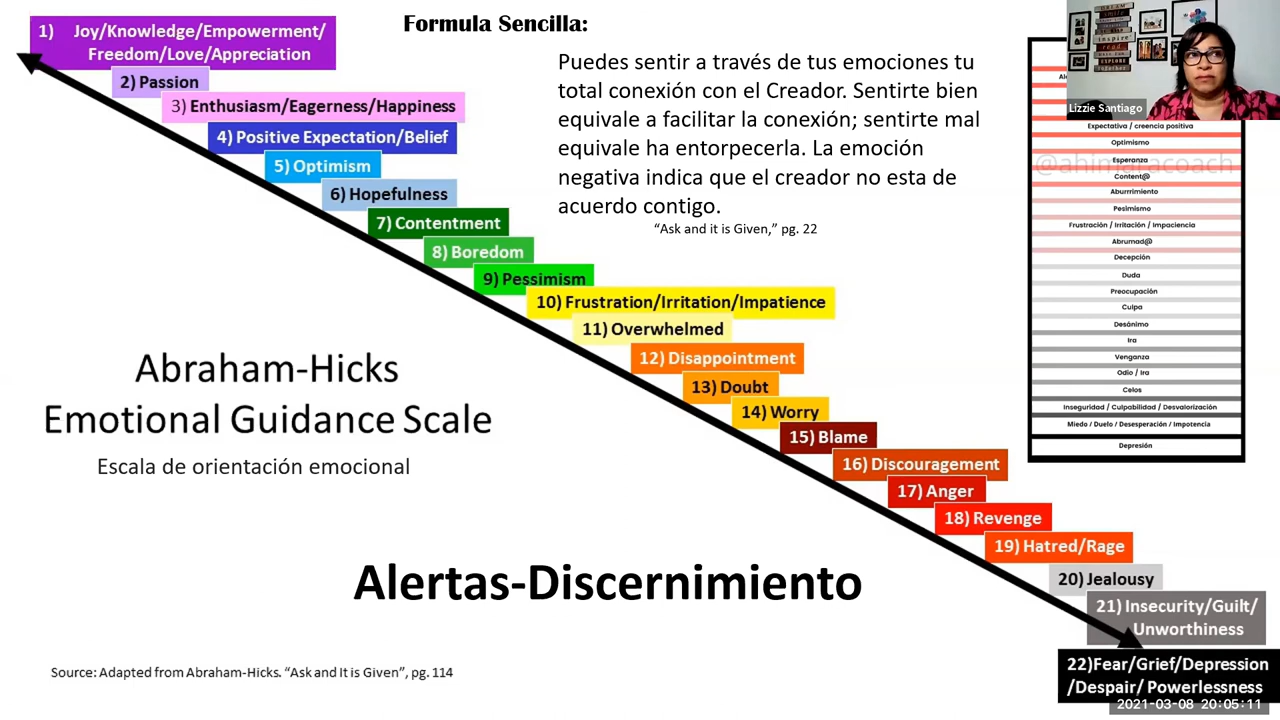 1) Joy/Knowledge/Empowerment/
Freedom/Love/Appreciation
2) Passion
3) Enthusiasm/Eagerness/Happiness
4) Positive Expectation/Belief
5) Optimism
6) Hopefulness
7) Contentment
8) Boredom
9) Pessimism
10) Frustration/Irritation/Impatience
11) Overwhelmed
12) Disappointment
13) Doubt
14) Worry
15) Blame
16) Discouragement
17) Anger
18) Revenge
19) Hatred/Rage
20) Jealousy
21) Insecurity/Guilt/
Unworthiness
22)Fear/Grief/Depression
/Despair/ Powerlessness
Formula Sencilla:
Puedes sentir a través de tus emociones tu
total conexión con el Creador. Sentirte bien
equivale a facilitar la conexión; sentirte mal
equivale ha entorpecerla. La emoción
negativa indica que el creador no esta de
acuerdo contigo.
“Ask and it is Given,” pg. 22
Abraham-Hicks
Emotional Guidance Scale
Escala de orientación emocional
Alertas-Discernimiento
Source: Adapted from Abraham-Hicks. “Ask and It is Given”, pg. 114
Lizzie Santiago
Expectativa / creencia positiva
Optimismo
Esperanza
@ahimaracoach
Content@
Aburrrimiento
Pesimismo
Frustración / Irritación / Impaciencia
Abrumad@
Decepción
Duda
Preocupación
Culpa
Desánimo
Ira
Venganza
Odio / Ira
Celos
Inseguridad / Culpabilidad / Desvalorización
Miedo / Duelo / Desesperación / Impotencia
Depresión
2021-03-08 20:05:11